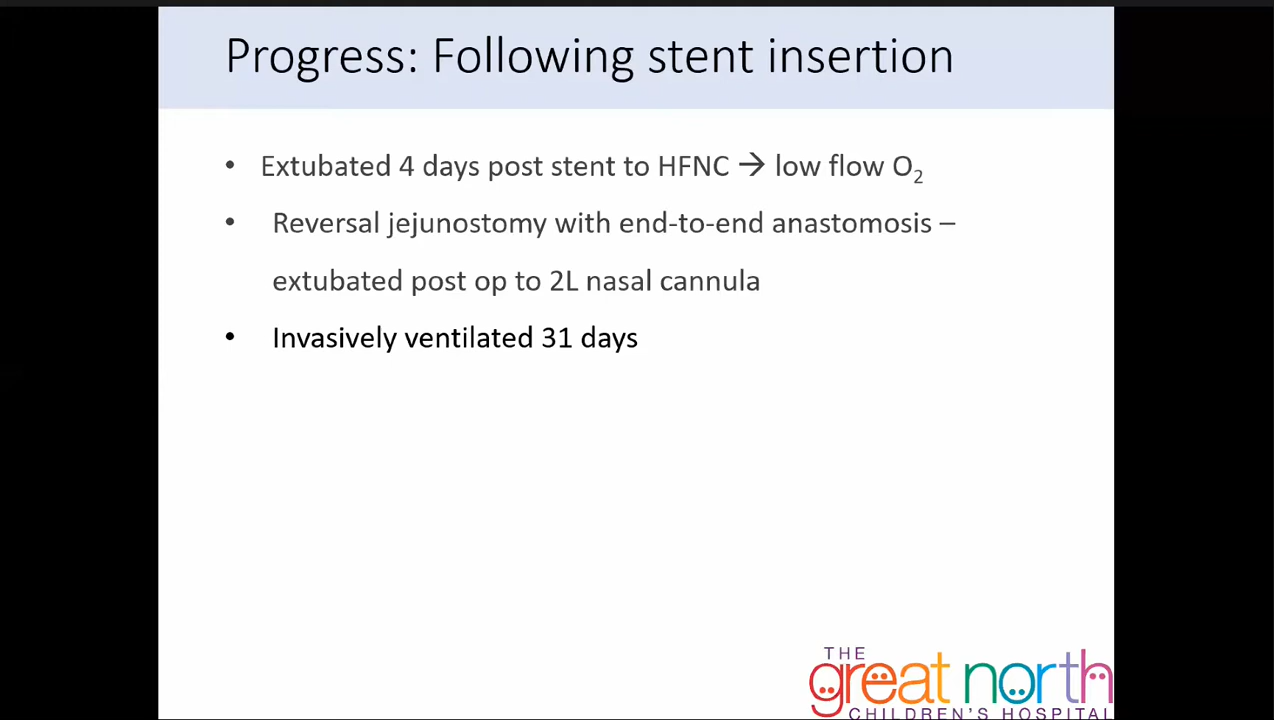 Progress: Following stent insertion
• Extubated 4 days post stent to HFNC → low flow O₂
• Reversal jejunostomy with end-to-end anastomosis –
extubated post op to 2L nasal cannula
• Invasively ventilated 31 days
THE
great north
CHILDREN'S HOSPITAL